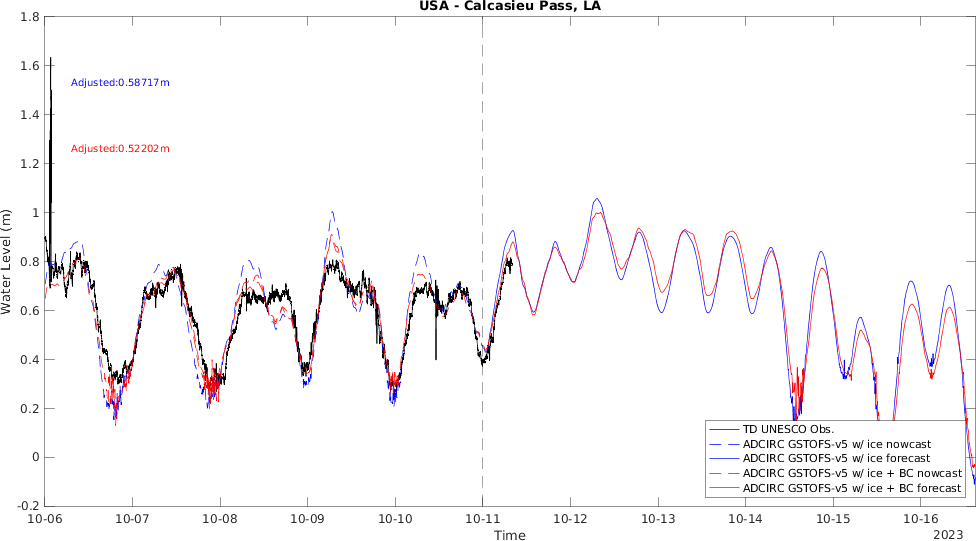 USA - Calcasieu Pass, LA
1.8
1.6
1.4
1.2
1
0.8
0.6
0.4
0.2
0
-0.2
Water Level (m)
Adjusted:0.58717m
Adjusted:0.52202m
TD UNESCO Obs.
ADCIRC GSTOFS-v5 w/ ice nowcast
ADCIRC GSTOFS-v5 w/ ice forecast
ADCIRC GSTOFS-v5 w/ ice + BC nowcast
ADCIRC GSTOFS-v5 w/ ice + BC forecast
10-06 10-07 10-08 10-09 10-10 10-11 10-12 10-13 10-14 10-15 10-16
Time
2023